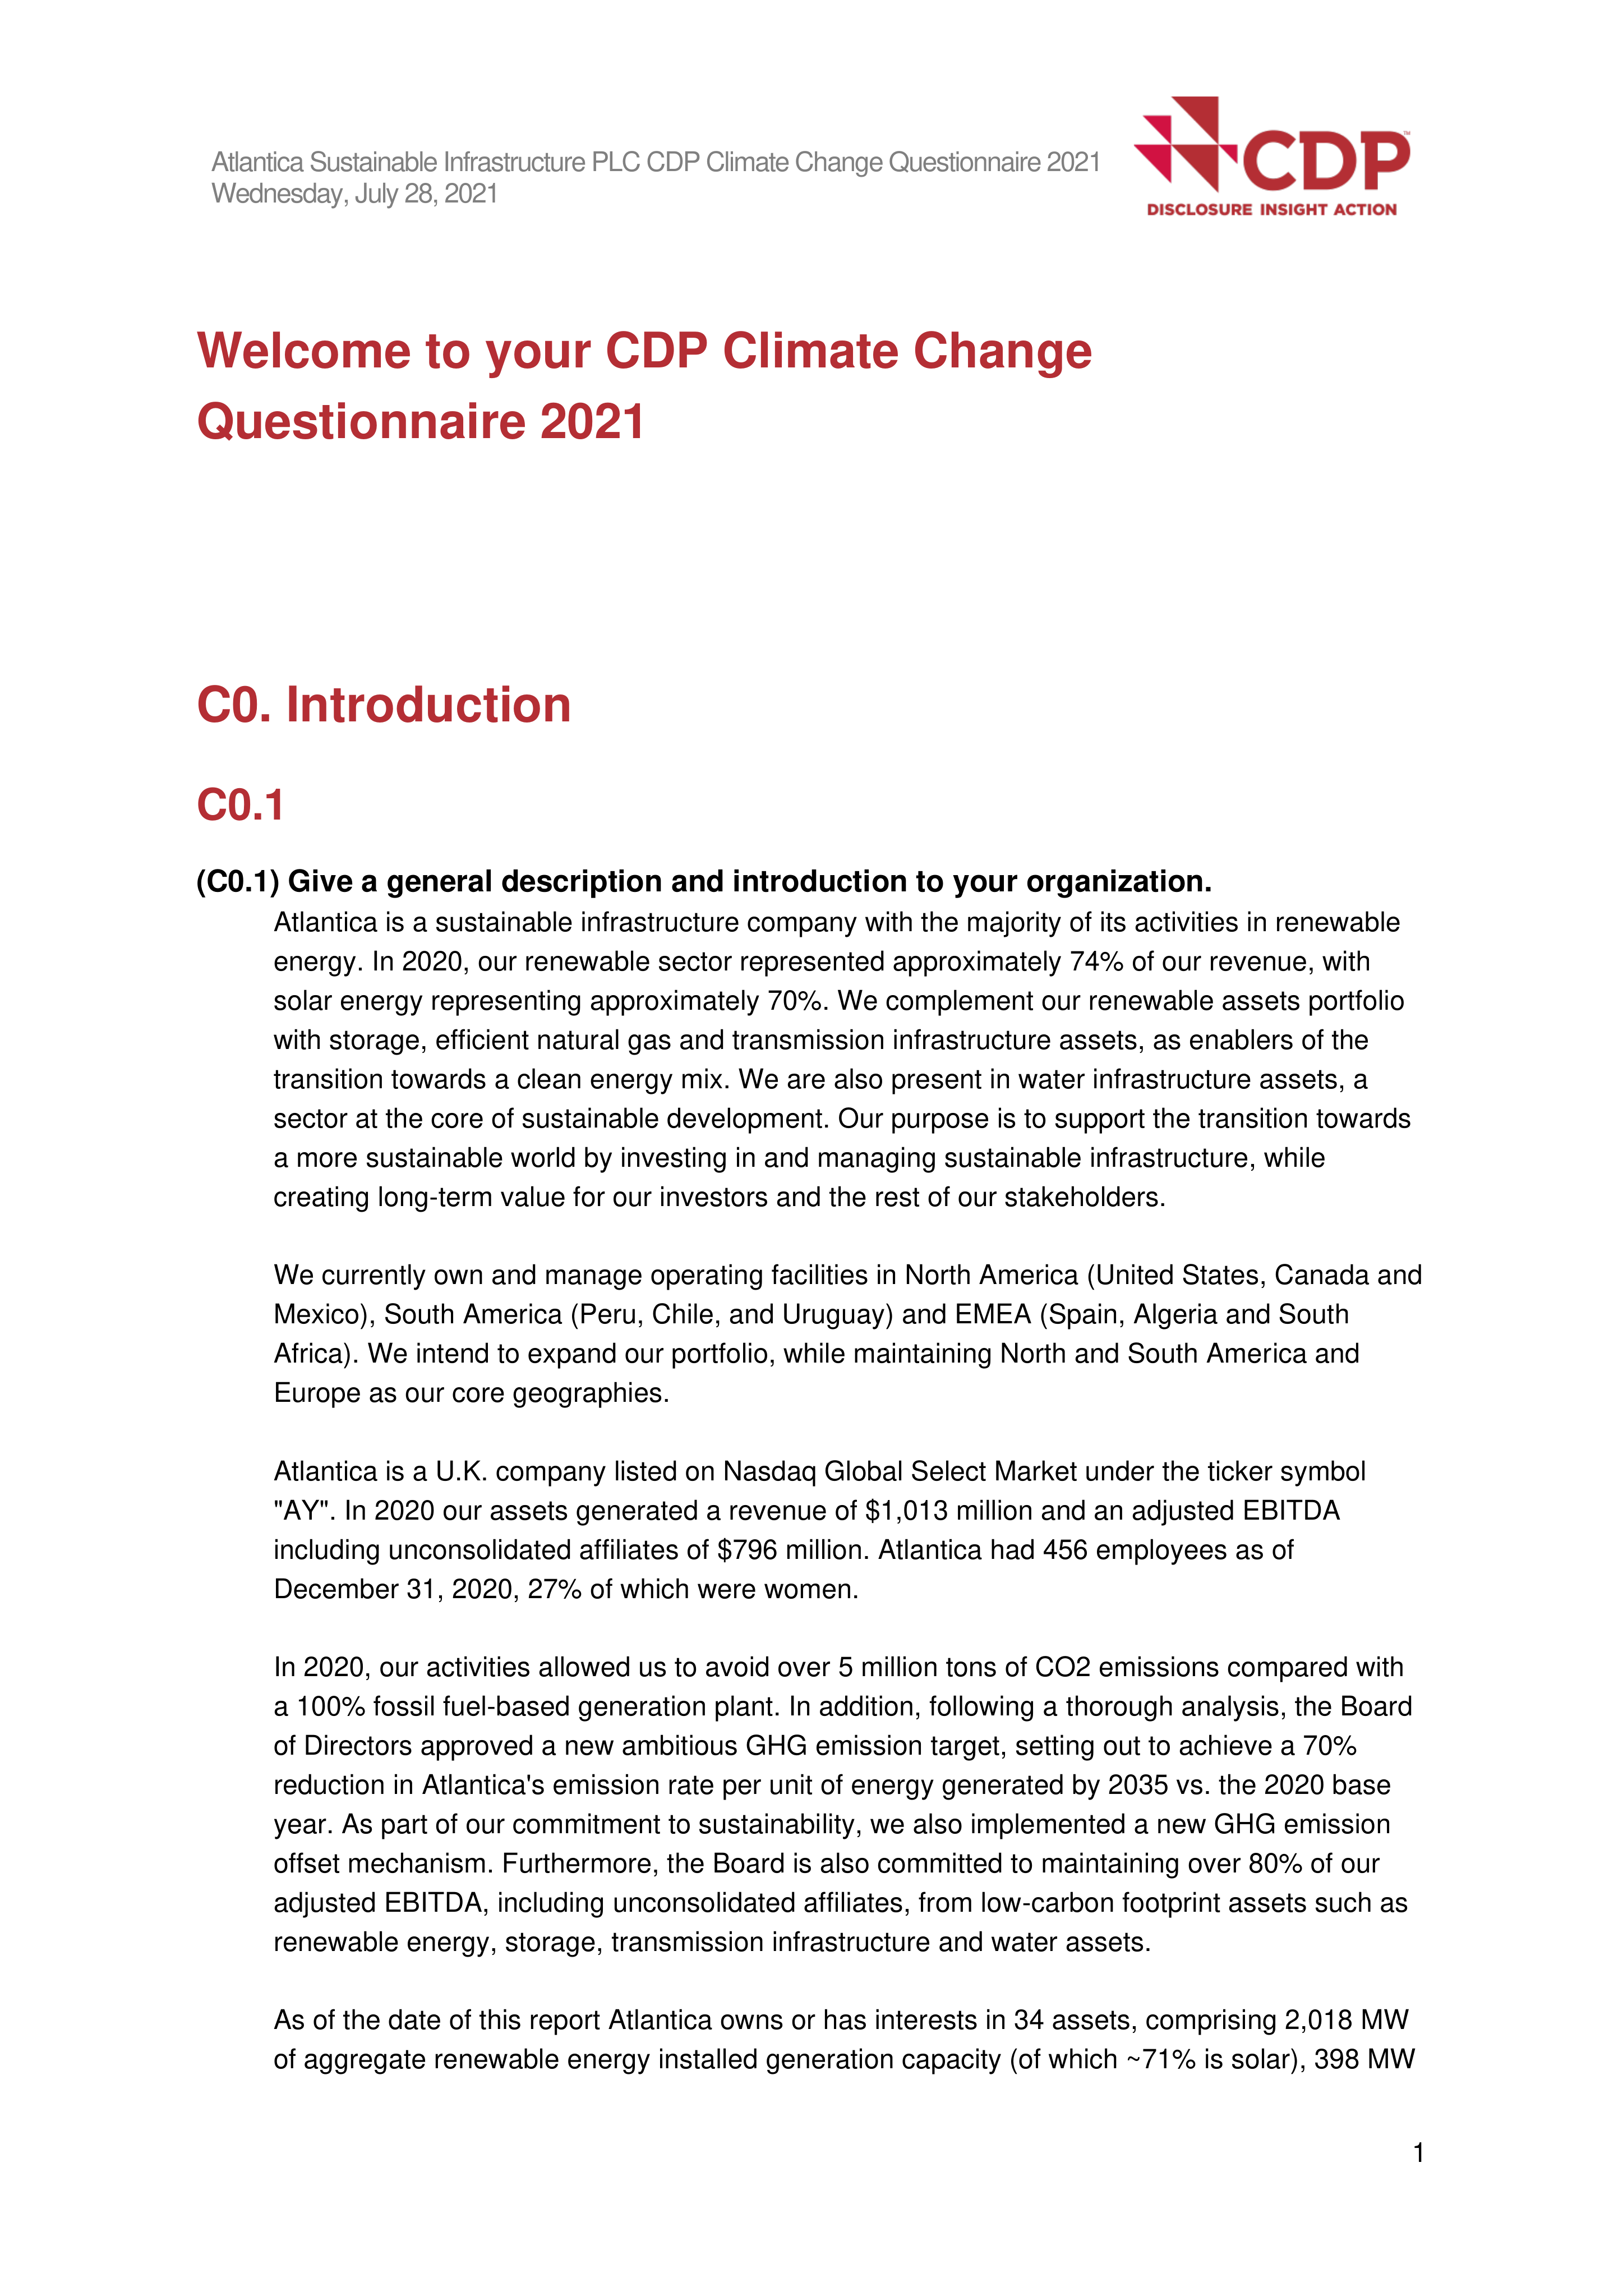 Atlantica Sustainable Infrastructure PLC CDP Climate Change Questionnaire 2021
Wednesday, July 28, 2021
CDP™
DISCLOSURE INSIGHT ACTION
Welcome to your CDP Climate Change
Questionnaire 2021
C0. Introduction
C0.1
(C0.1) Give a general description and introduction to your organization.
Atlantica is a sustainable infrastructure company with the majority of its activities in renewable
energy. In 2020, our renewable sector represented approximately 74% of our revenue, with
solar energy representing approximately 70%. We complement our renewable assets portfolio
with storage, efficient natural gas and transmission infrastructure assets, as enablers of the
transition towards a clean energy mix. We are also present in water infrastructure assets, a
sector at the core of sustainable development. Our purpose is to support the transition towards
a more sustainable world by investing in and managing sustainable infrastructure, while
creating long-term value for our investors and the rest of our stakeholders.
We currently own and manage operating facilities in North America (United States, Canada and
Mexico), South America (Peru, Chile, and Uruguay) and EMEA (Spain, Algeria and South
Africa). We intend to expand our portfolio, while maintaining North and South America and
Europe as our core geographies.
Atlantica is a U.K. company listed on Nasdaq Global Select Market under the ticker symbol
"AY". In 2020 our assets generated a revenue of $1,013 million and an adjusted EBITDA
including unconsolidated affiliates of $796 million. Atlantica had 456 employees as of
December 31, 2020, 27% of which were women.
In 2020, our activities allowed us to avoid over 5 million tons of CO2 emissions compared with
a 100% fossil fuel-based generation plant. In addition, following a thorough analysis, the Board
of Directors approved a new ambitious GHG emission target, setting out to achieve a 70%
reduction in Atlantica's emission rate per unit of energy generated by 2035 vs. the 2020 base
year. As part of our commitment to sustainability, we also implemented a new GHG emission
offset mechanism. Furthermore, the Board is also committed to maintaining over 80% of our
adjusted EBITDA, including unconsolidated affiliates, from low-carbon footprint assets such as
renewable energy, storage, transmission infrastructure and water assets.
As of the date of this report Atlantica owns or has interests in 34 assets, comprising 2,018 MW
of aggregate renewable energy installed generation capacity (of which ~71% is solar), 398 MW
1